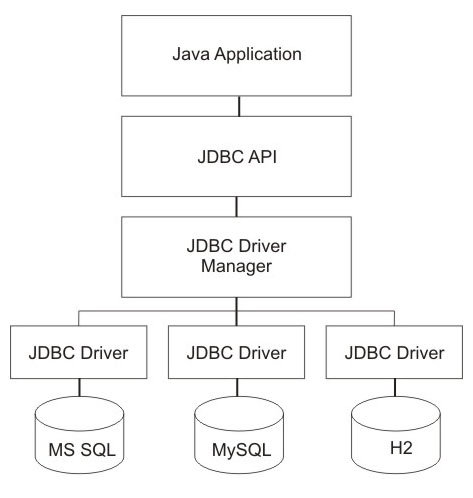 Java Application
JDBC API
JDBC Driver
Manager
JDBC Driver
JDBC Driver
JDBC Driver
MS SQL
MySQL
H2